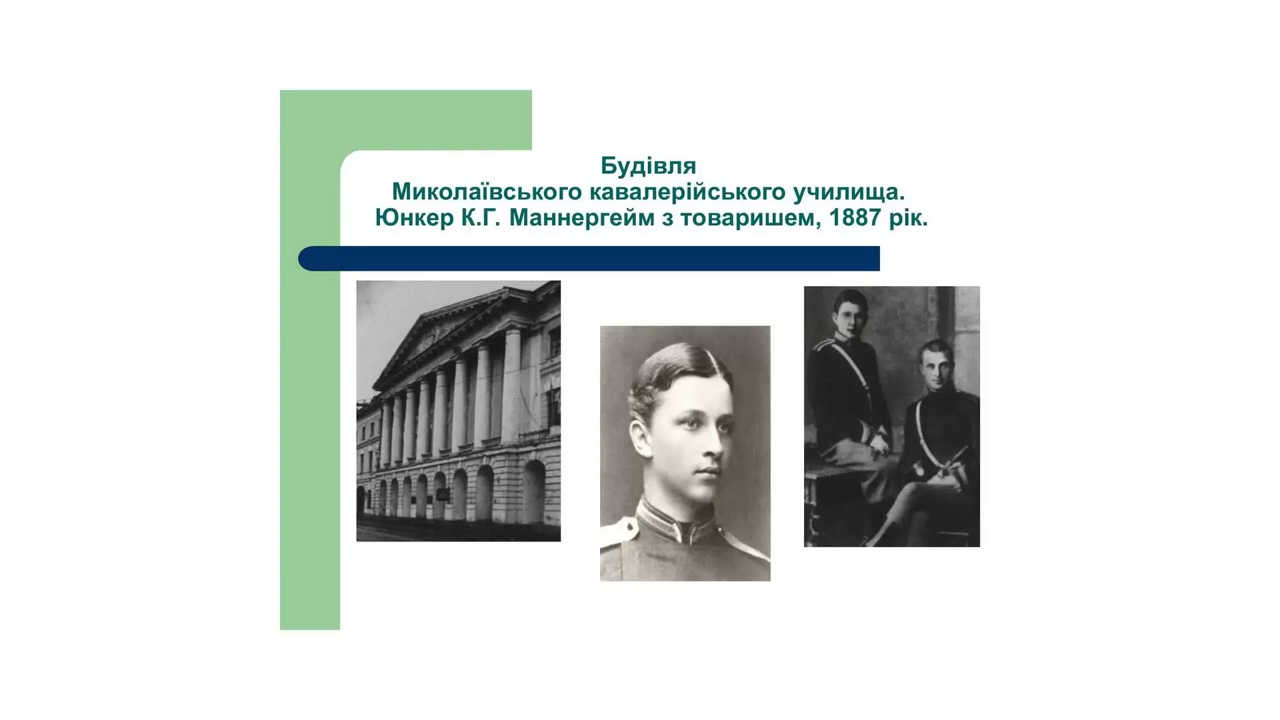 Будівля
Миколаївського кавалерійського училища.
Юнкер К.Г. Маннергейм з товаришем, 1887 рік.